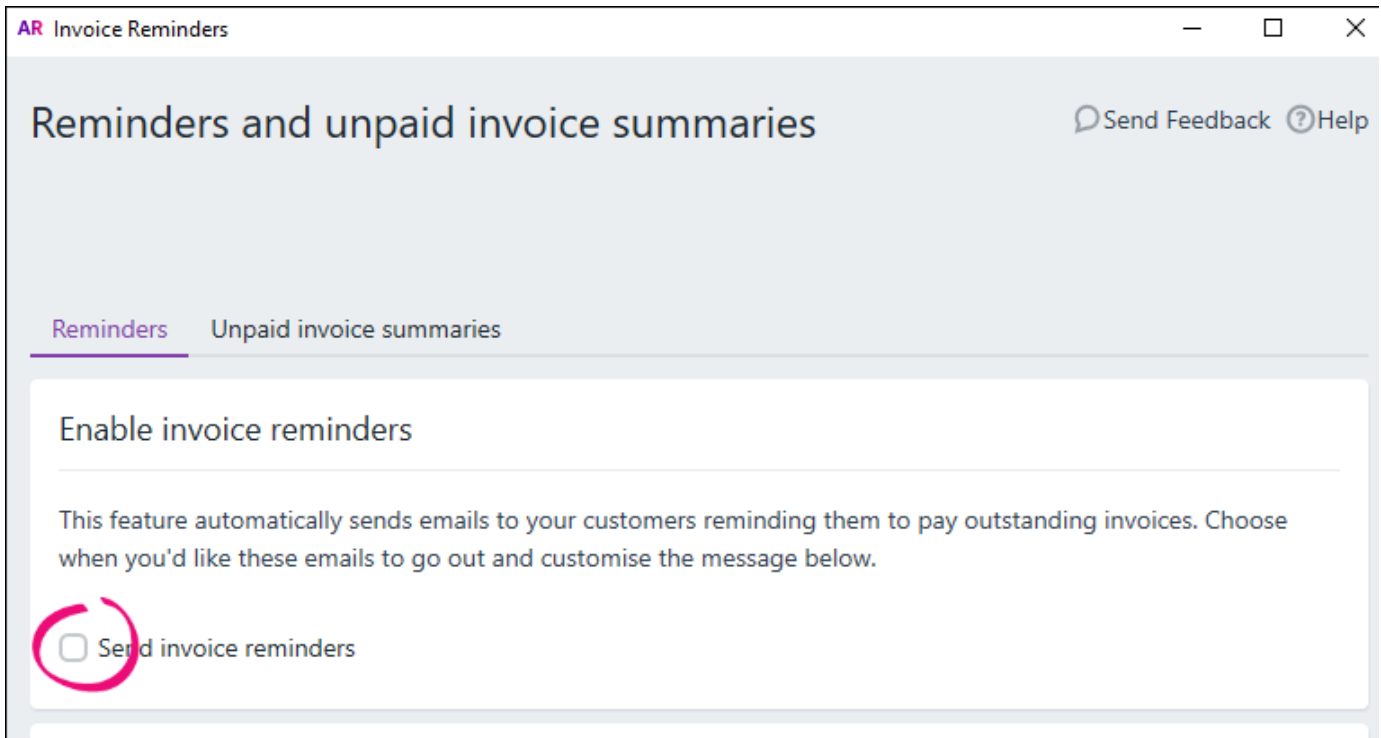 AR Invoice Reminders
Reminders and unpaid invoice summaries
Send Feedback ? Help
Reminders Unpaid invoice summaries
Enable invoice reminders
This feature automatically sends emails to your customers reminding them to pay outstanding invoices. Choose
when you'd like these emails to go out and customise the message below.
Send invoice reminders